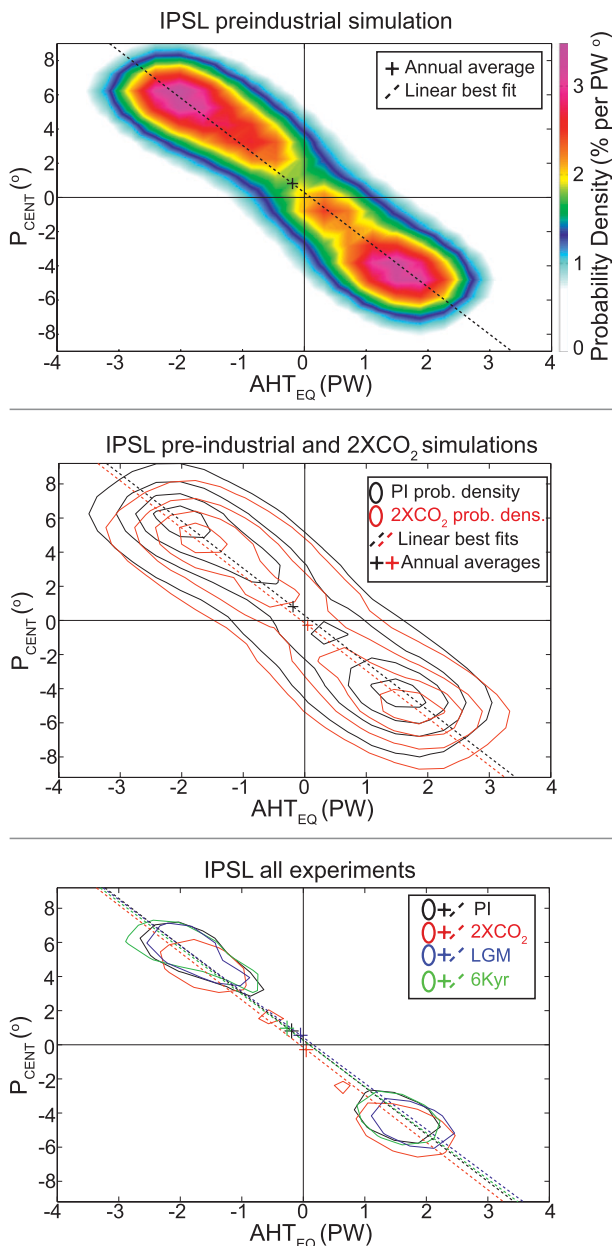 IPSL preindustrial simulation
Annual average
Linear best fit
8
6
4
2
0
-2
-4
-6
-8
P_CENT (°)
-4 -3 -2 -1 0 1 2 3 4
AHT_EQ (PW)
3
2
1
0
Probability Density (% per PW °)
IPSL pre-industrial and 2XCO₂ simulations
PI prob. density
2XCO₂ prob. dens.
Linear best fits
Annual averages
8
6
4
2
0
-2
-4
-6
-8
P_CENT (°)
-4 -3 -2 -1 0 1 2 3 4
AHT_EQ (PW)
IPSL all experiments
PI
2XCO₂
LGM
6Kyr
8
6
4
2
0
-2
-4
-6
-8
P_CENT (°)
-4 -3 -2 -1 0 1 2 3 4
AHT_EQ (PW)